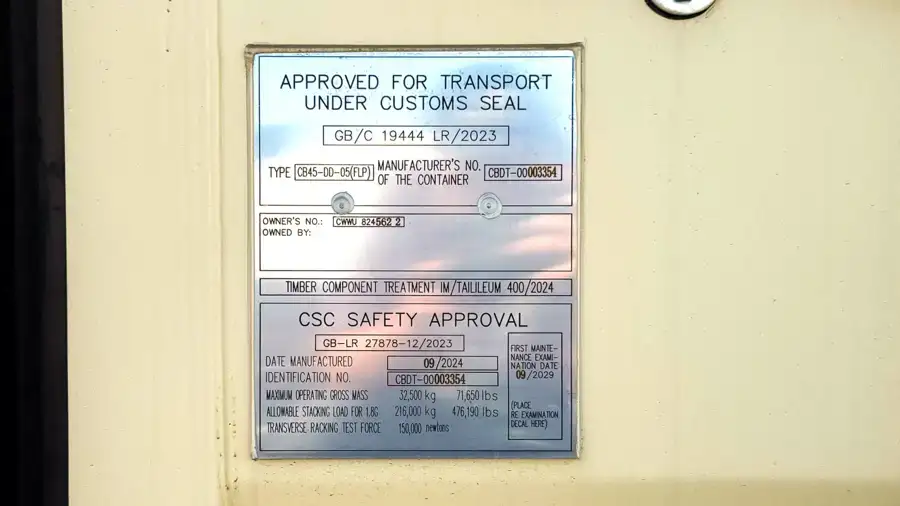 APPROVED FOR TRANSPORT
UNDER CUSTOMS SEAL
GB/C 19444 LR/2023
TYPE CB45-DD-05(FLP) MANUFACTURER'S NO. OF THE CONTAINER CBDT-00003354
OWNER'S NO.: CWWU 824562 2
OWNED BY:
TIMBER COMPONENT TREATMENT IM/TAILILEUM 400/2024
CSC SAFETY APPROVAL
GB-LR 27878-12/2023
DATE MANUFACTURED 09/2024
IDENTIFICATION NO. CBDT-00003354
MAXIMUM OPERATING GROSS MASS 32,500 kg 71,650 lbs
ALLOWABLE STACKING LOAD FOR 1.8G 216,000 kg 476,190 lbs
TRANSVERSE RACKING TEST FORCE 150,000 newtons
FIRST MAINTE-
NANCE EXAMI-
NATION DATE
09/2029
(PLACE
RE-EXAMINATION
DECAL HERE)